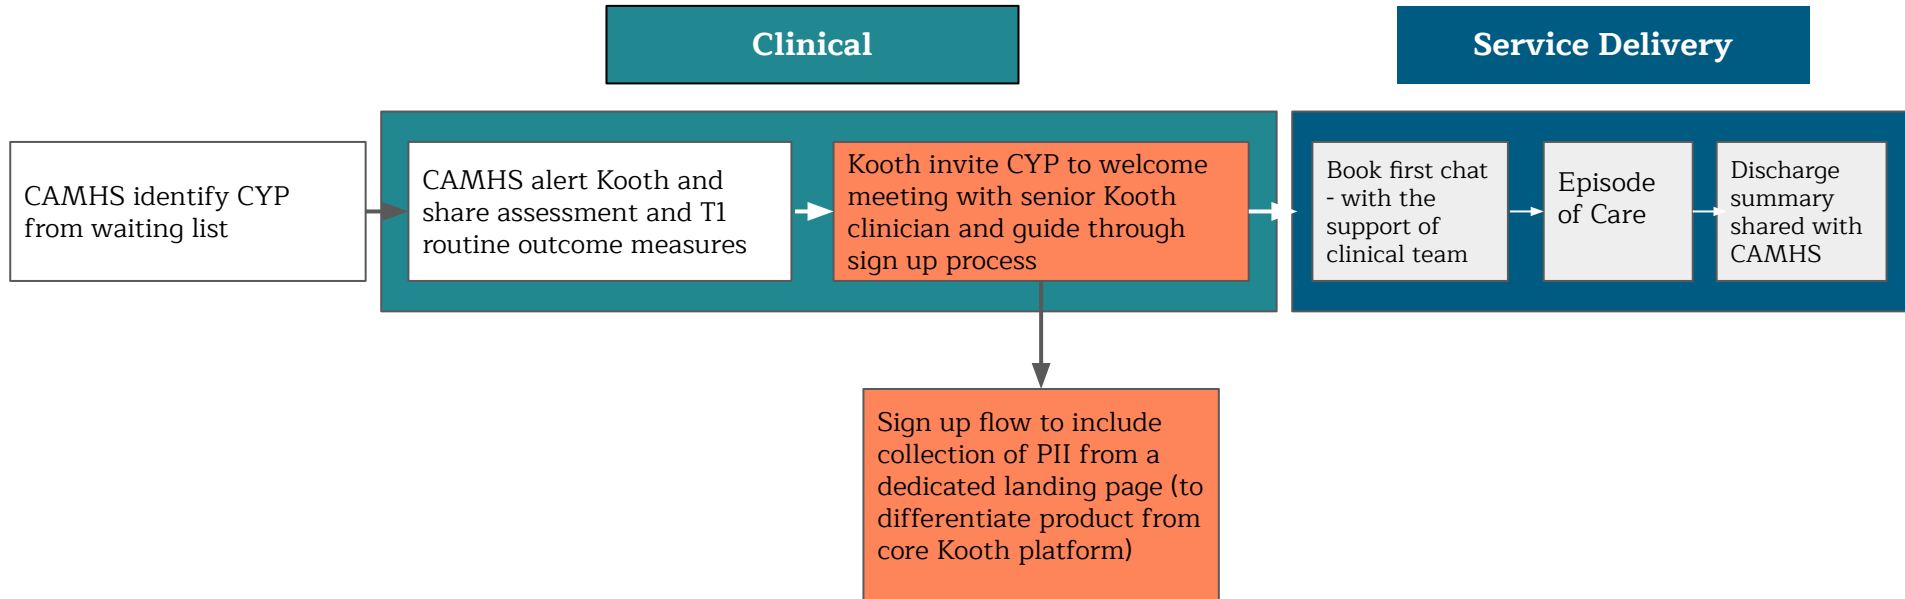 Clinical
Service Delivery
CAMHS identify CYP
from waiting list
CAMHS alert Kooth and
share assessment and T1
routine outcome measures
Kooth invite CYP to welcome
meeting with senior Kooth
clinician and guide through
sign up process
Book first chat
- with the
support of
clinical team
Episode
of Care
Discharge
summary
shared with
CAMHS
Sign up flow to include
collection of PII from a
dedicated landing page (to
differentiate product from
core Kooth platform)